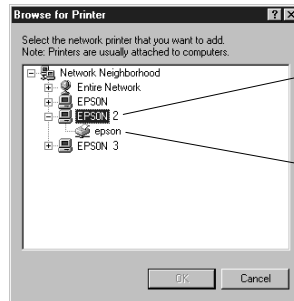 Browse for Printer
Select the network printer that you want to add.
Note: Printers are usually attached to computers.
Network Neighborhood
Entire Network
EPSON
EPSON 2
epson
EPSON 3
OK
Cancel